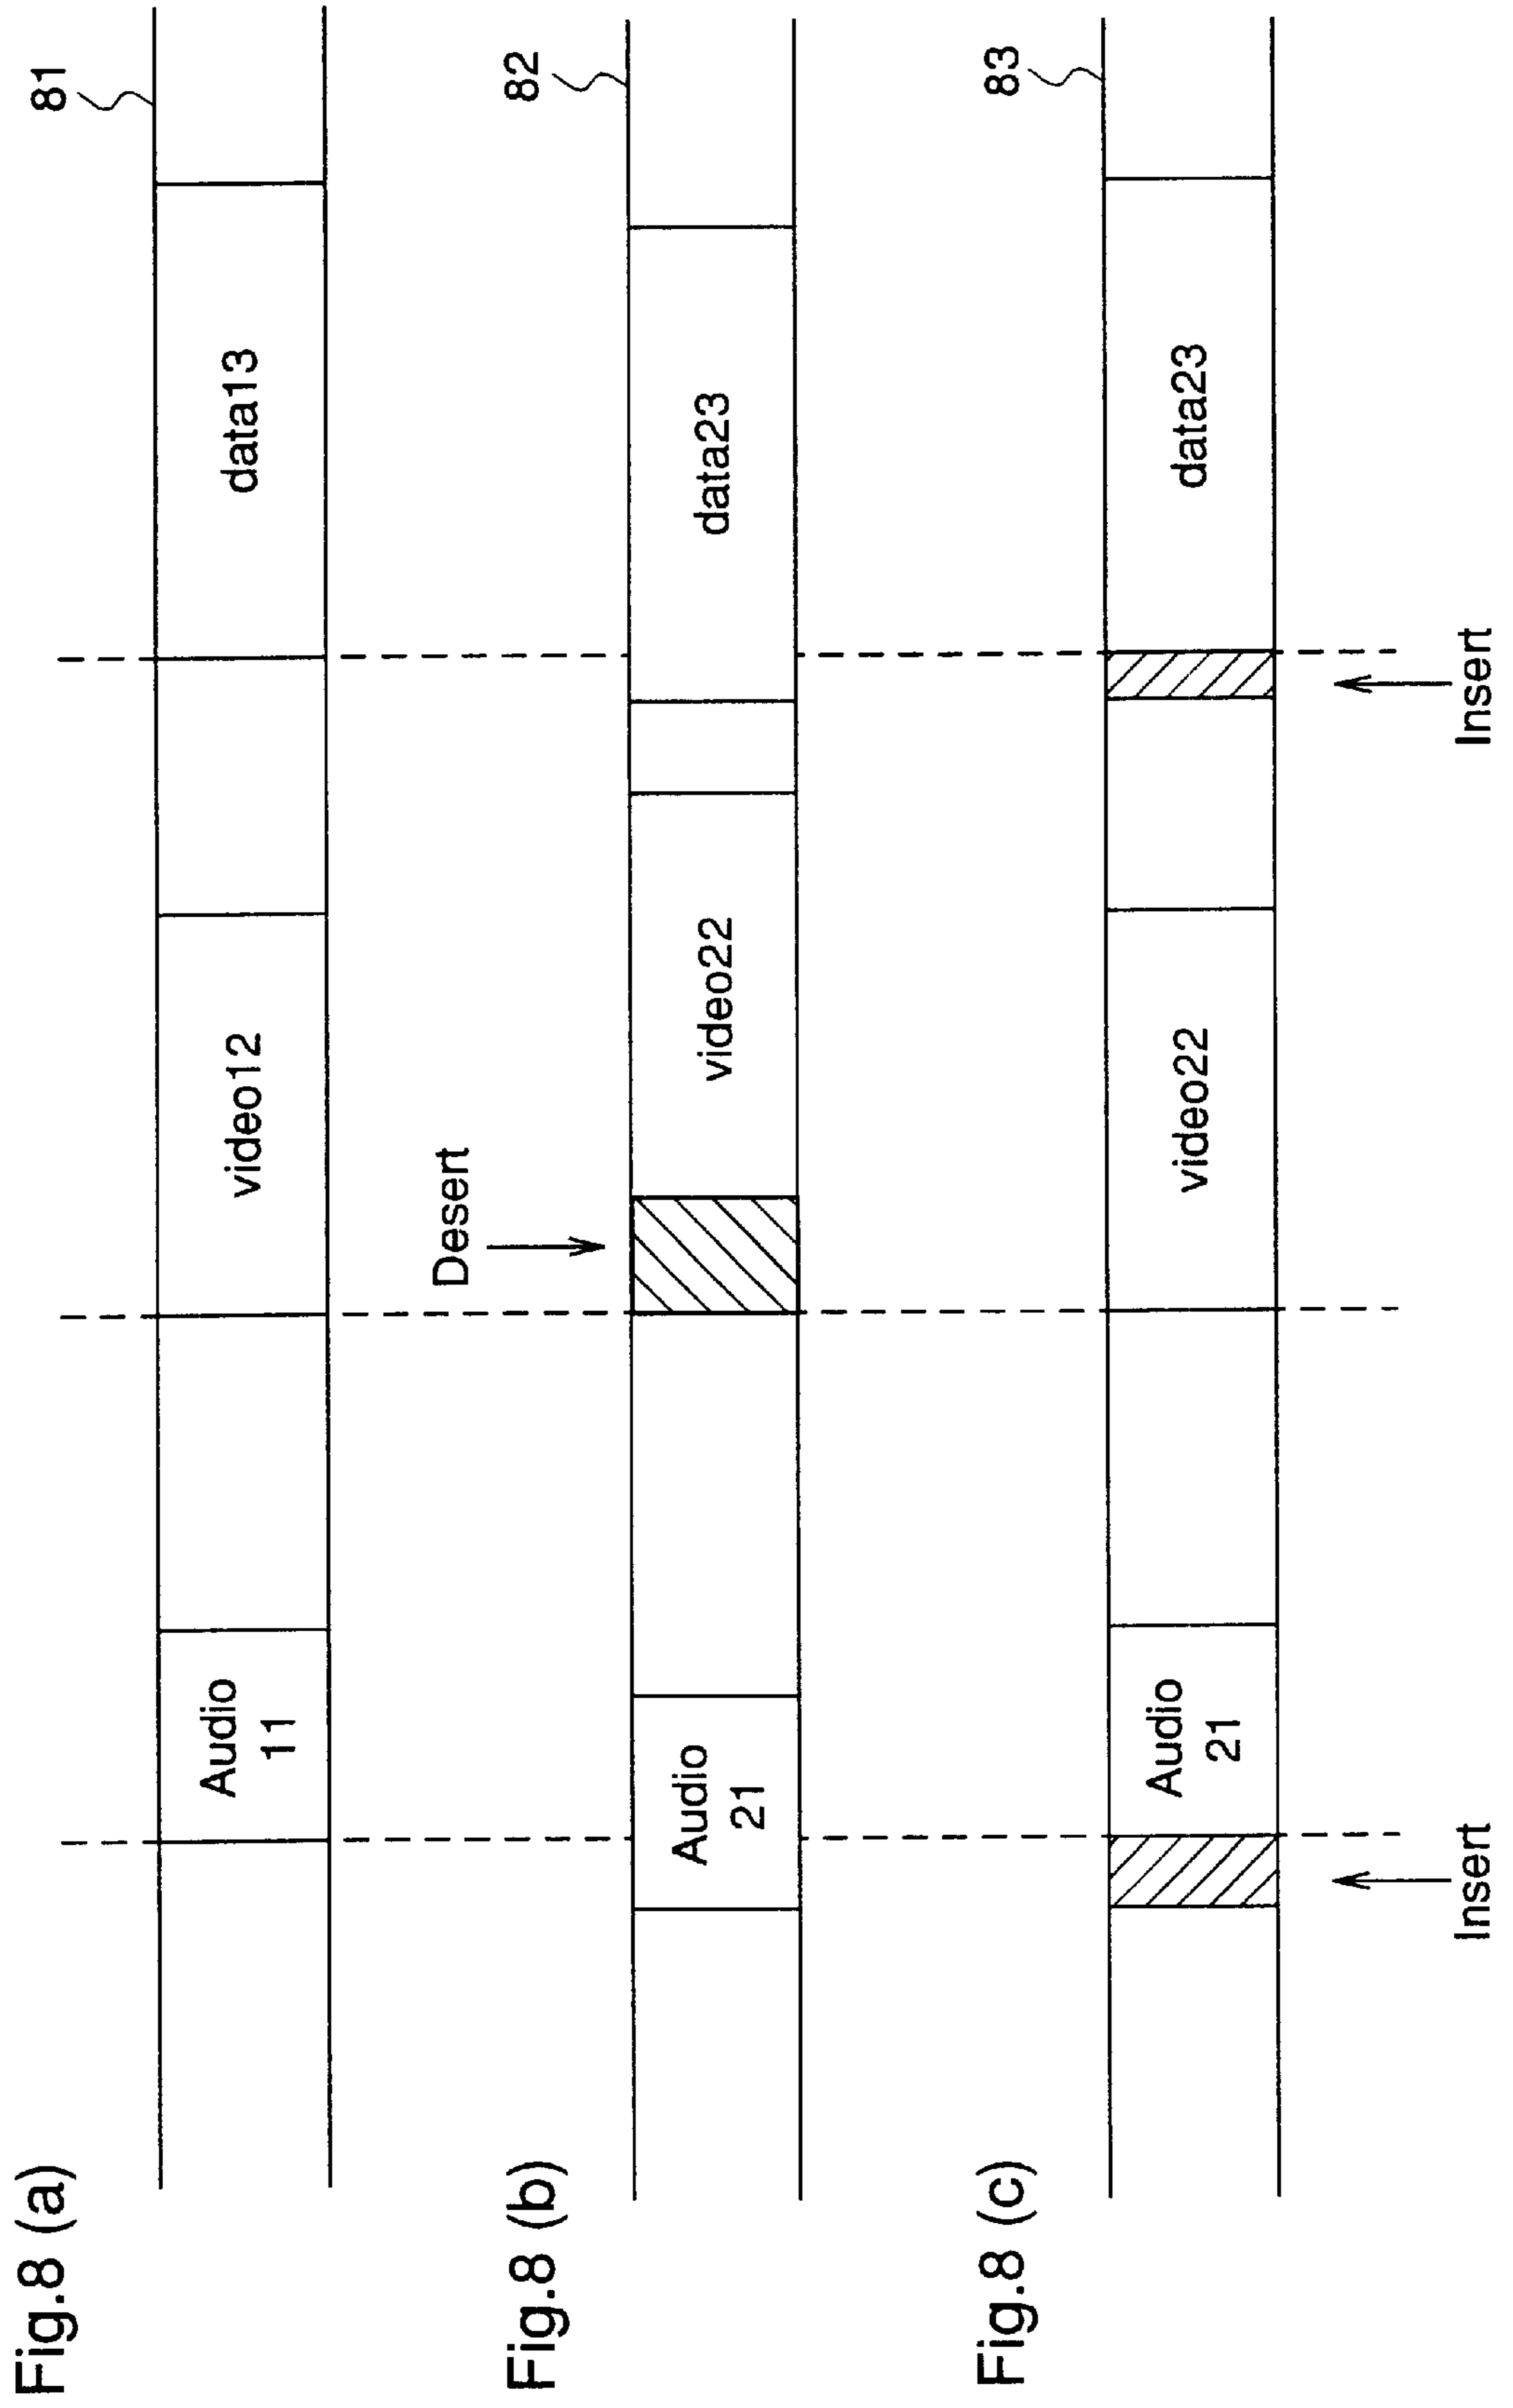 Fig.8 (a)
81
Audio
11
video12
data13
Fig.8 (b)
82
Desert
Audio
21
video22
data23
Fig.8 (c)
83
Audio
21
video22
data23
Insert
Insert